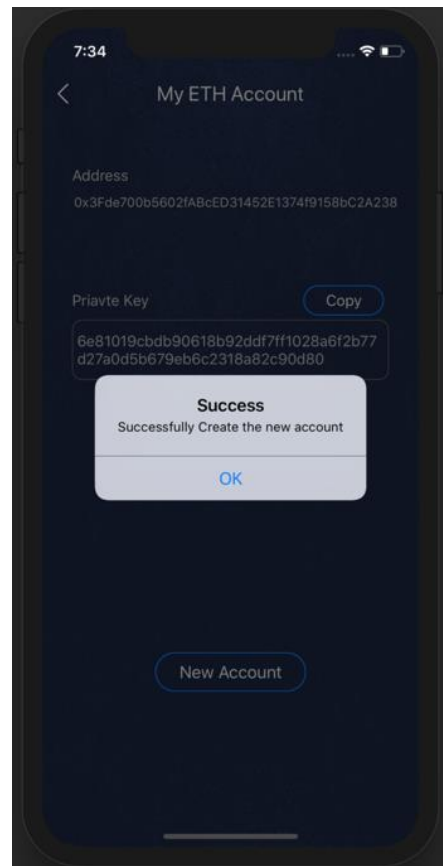 7:34
My ETH Account
Address
0x3Fde700b5602fABcED31452E1374f9158bC2A238
Priavte Key
Copy
6e81019cbdb90618b92ddf7ff1028a6f2b77
d27a0d5b679eb6c2318a82c90d80
Success
Successfully Create the new account
OK
New Account